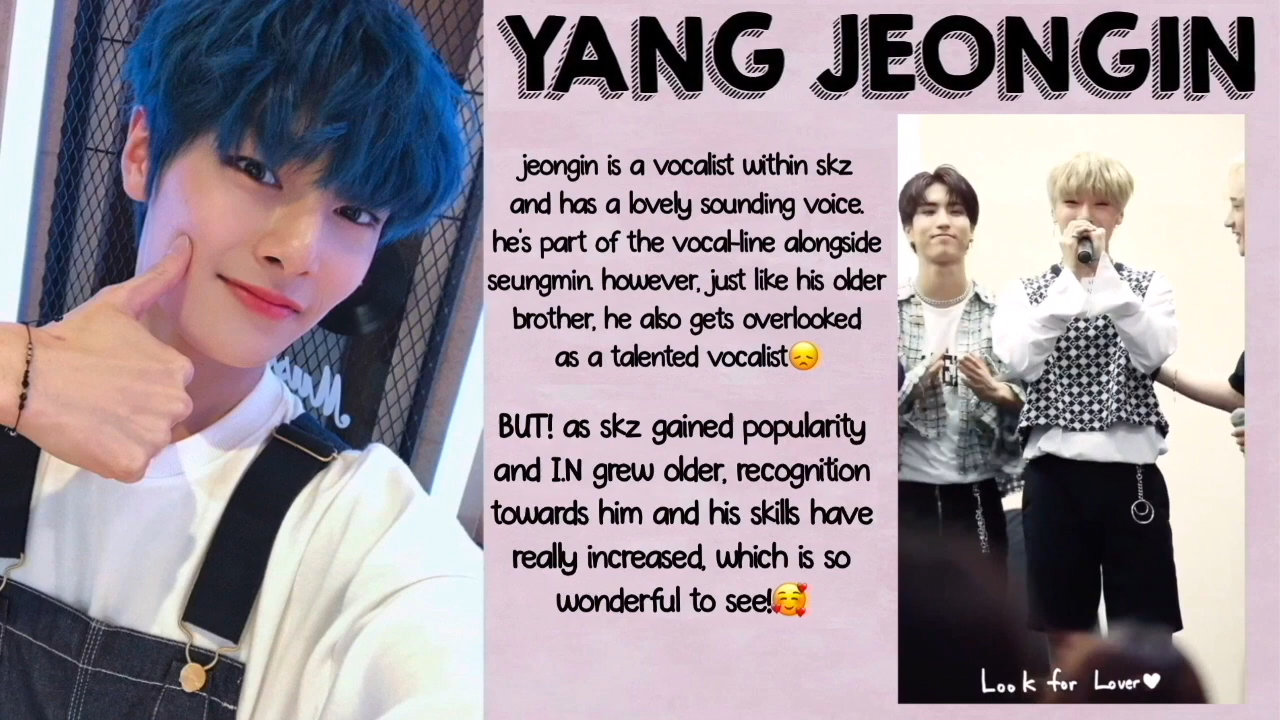 YANG JEONGIN
jeongin is a vocalist within skz
and has a lovely sounding voice.
he's part of the vocal-line alongside
seungmin. however, just like his older
brother, he also gets overlooked
as a talented vocalist😞
BUT! as skz gained popularity
and I.N grew older, recognition
towards him and his skills have
really increased, which is so
wonderful to see!🥰
Look for Lover♥